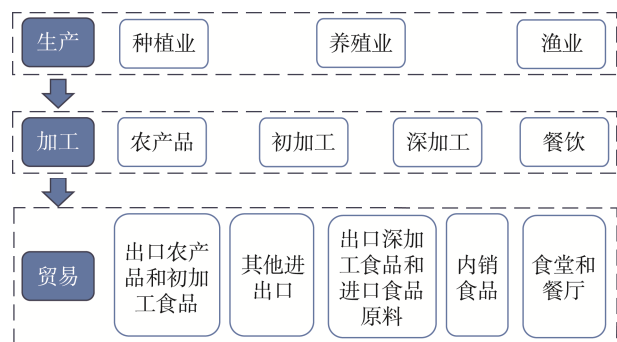 生产
种植业
养殖业
渔业
加工
农产品
初加工
深加工
餐饮
贸易
出口农产
品和初加
工食品
其他进
出口
出口深加
工食品和
进口食品
原料
内销
食品
食堂和
餐厅